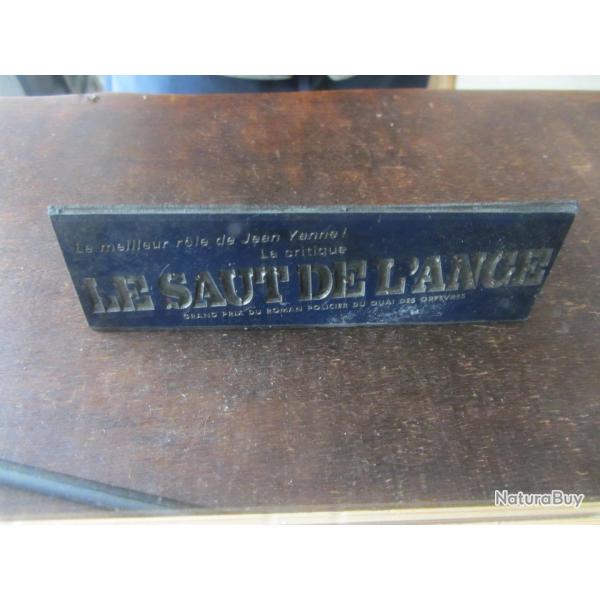 Le meilleur rôle de Jean Yanne!
La critique
LE SAUT DE L'ANGE
GRAND PRIX DU ROMAN POLICIER DU QUAI DES ORFEVRES
NaturaBuy